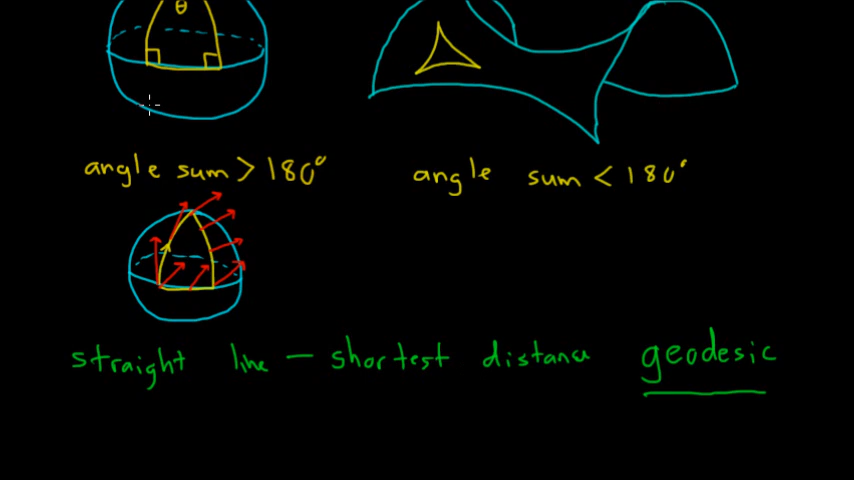 θ
angle sum > 180°
angle sum < 180°
straight line — shortest distance geodesic